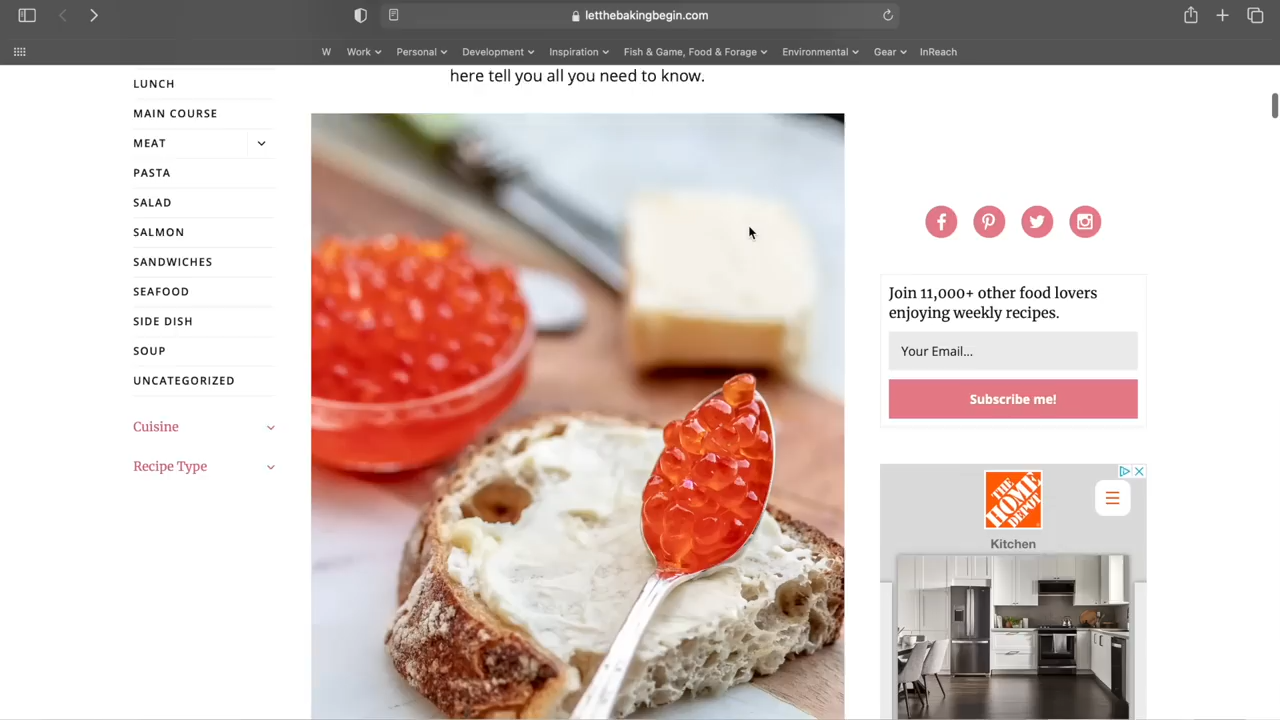 letthebakingbegin.com
W Work Personal Development Inspiration Fish & Game, Food & Forage Environmental Gear InReach
LUNCH
MAIN COURSE
MEAT
PASTA
SALAD
SALMON
SANDWICHES
SEAFOOD
SIDE DISH
SOUP
UNCATEGORIZED
Cuisine
Recipe Type
here tell you all you need to know.
Join 11,000+ other food lovers
enjoying weekly recipes.
Your Email...
Subscribe me!
THE
HOME
DEPOT
Kitchen